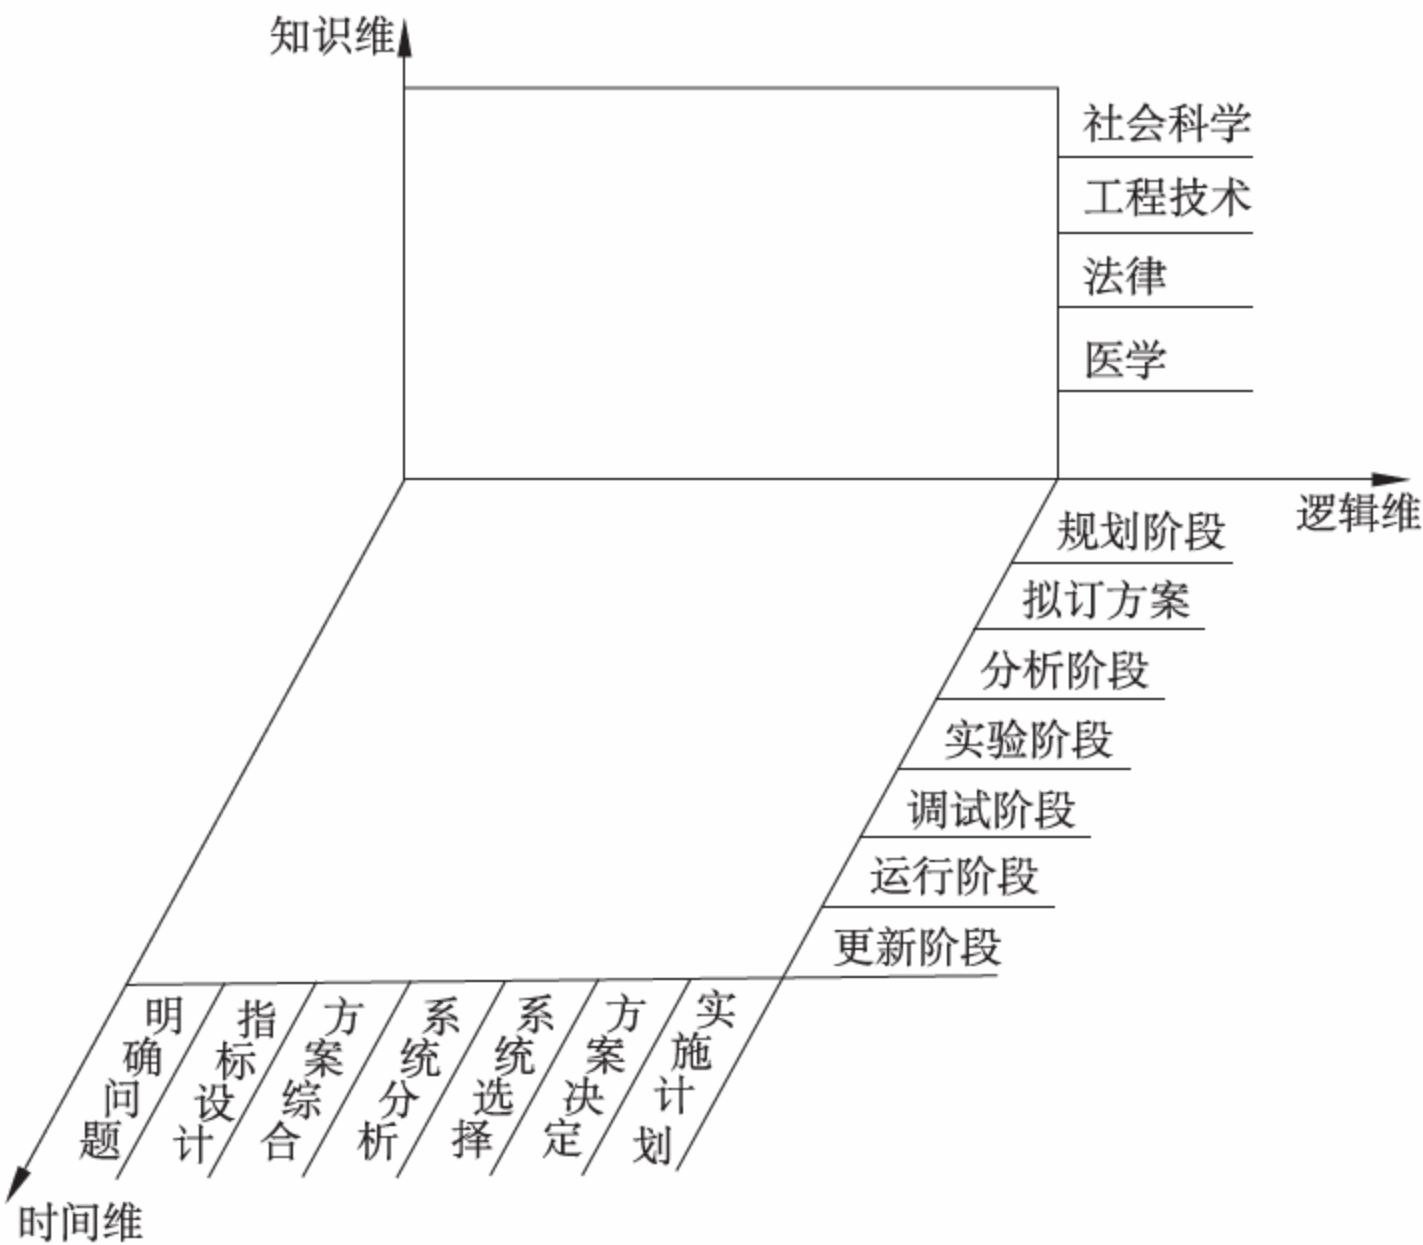 知识维
社会科学
工程技术
法律
医学
逻辑维
规划阶段
拟订方案
分析阶段
实验阶段
调试阶段
运行阶段
更新阶段
明确问题
指标设计
方案综合
系统分析
系统选择
方案决定
实施计划
时间维